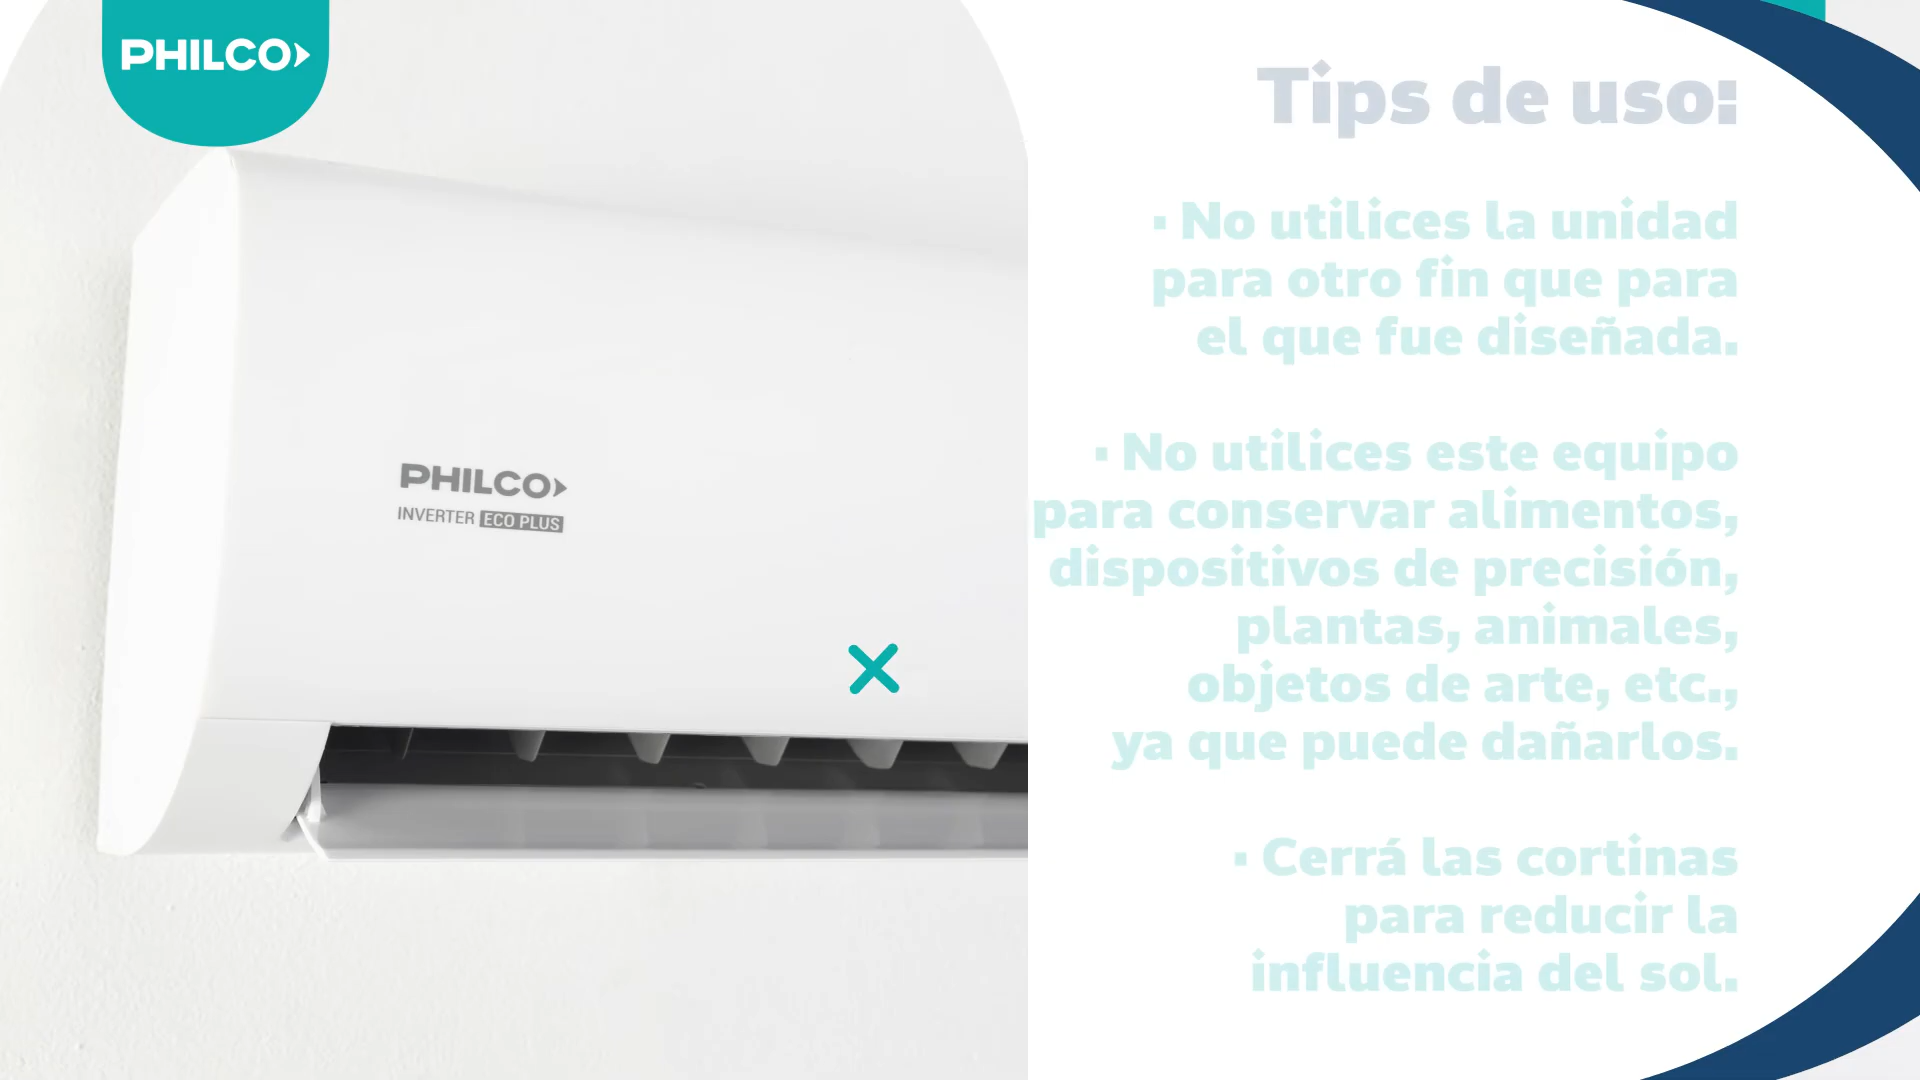 PHILCO
Tips de uso:
· No utilices la unidad
para otro fin que para
el que fue diseñada.
· No utilices este equipo
para conservar alimentos,
dispositivos de precisión,
plantas, animales,
objetos de arte, etc.,
ya que puede dañarlos.
· Cerrá las cortinas
para reducir la
influencia del sol.
PHILCO
INVERTER ECO PLUS